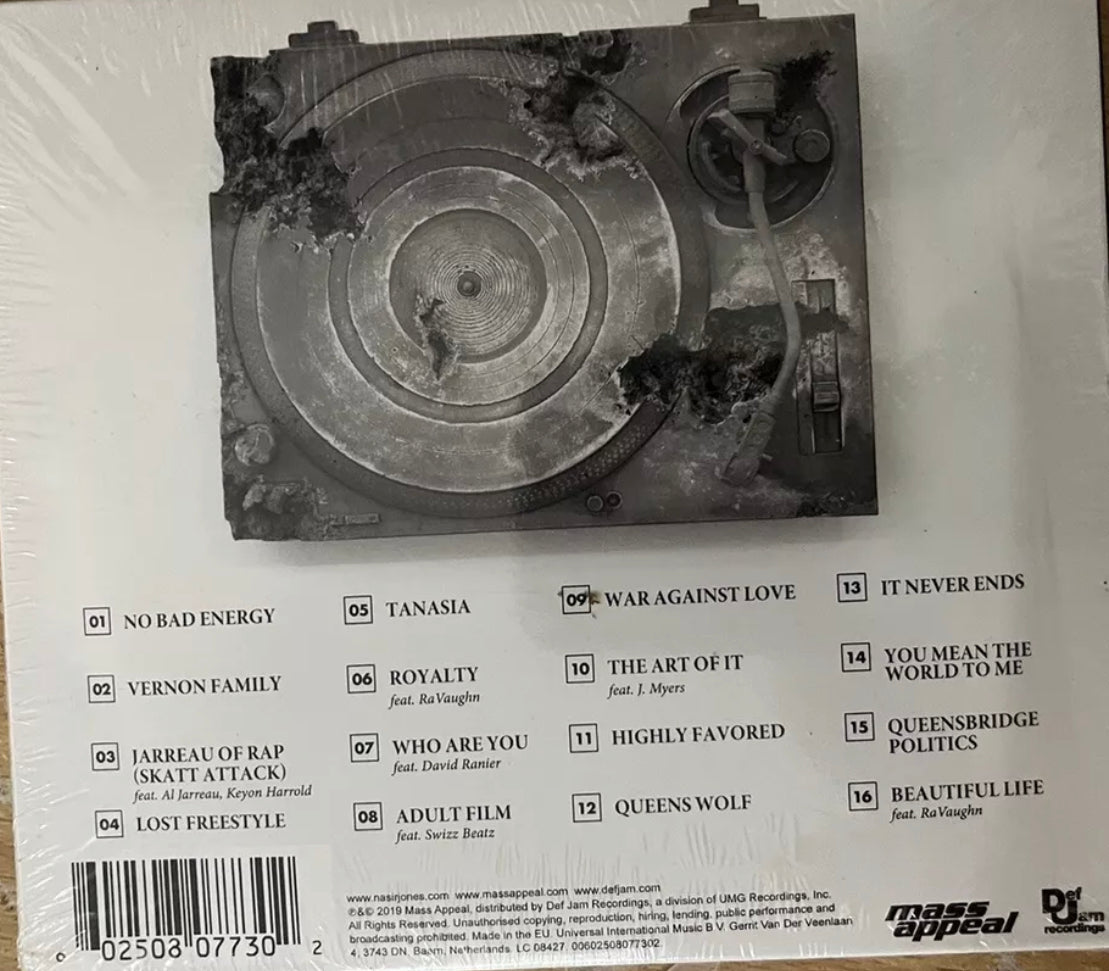 01 NO BAD ENERGY
02 VERNON FAMILY
03 JARREAU OF RAP
(SKATT ATTACK)
feat. Al Jarreau, Keyon Harrold
04 LOST FREESTYLE
05 TANASIA
06 ROYALTY
feat. RaVaughn
07 WHO ARE YOU
feat. David Ranier
08 ADULT FILM
feat. Swizz Beatz
09 WAR AGAINST LOVE
10 THE ART OF IT
feat. J. Myers
11 HIGHLY FAVORED
12 QUEENS WOLF
13 IT NEVER ENDS
14 YOU MEAN THE
WORLD TO ME
15 QUEENSBRIDGE
POLITICS
16 BEAUTIFUL LIFE
feat. RaVaughn
0 02508 07730 2
www.nasirjones.com www.massappeal.com www.defjam.com
℗&© 2019 Mass Appeal, distributed by Def Jam Recordings, a division of UMG Recordings, Inc.
All Rights Reserved. Unauthorised copying, reproduction, hiring, lending, public performance and
broadcasting prohibited. Made in the EU. Universal International Music B.V. Gerrit Van Der Veenlaan
4, 3743 DN, Baarn, Netherlands. LC 08427. 00602508077302
mass
appeal
Def
Jam
recordings